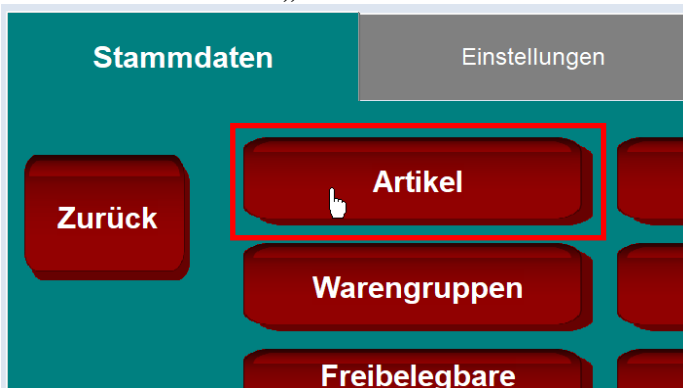 Stammdaten
Einstellungen
Zurück
Artikel
Warengruppen
Freibelegbare